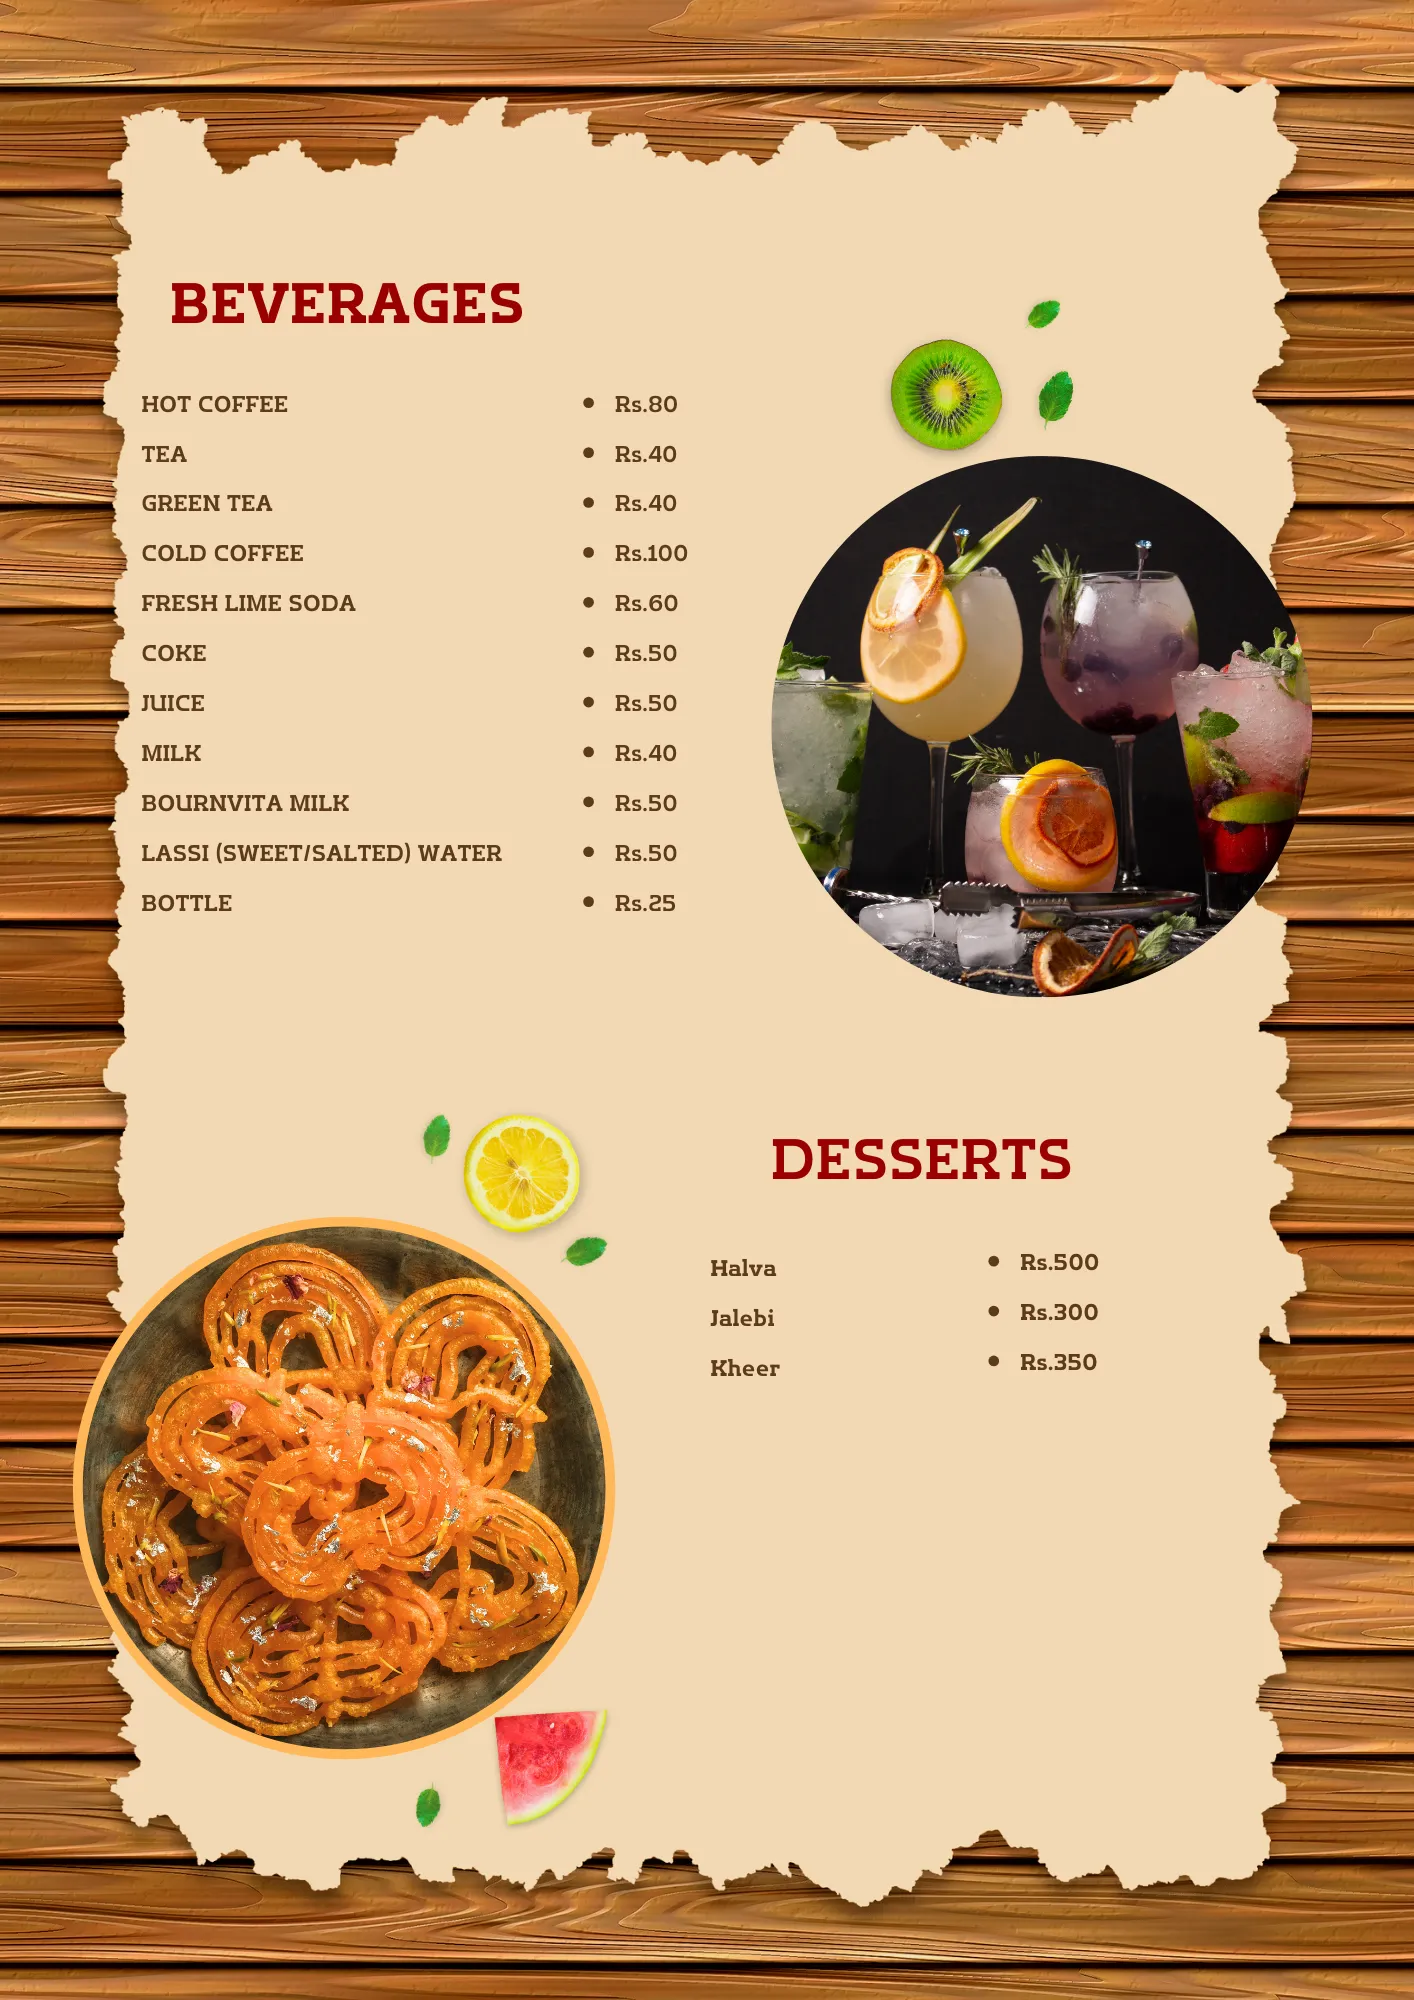 BEVERAGES
HOT COFFEE • Rs.80
TEA • Rs.40
GREEN TEA • Rs.40
COLD COFFEE • Rs.100
FRESH LIME SODA • Rs.60
COKE • Rs.50
JUICE • Rs.50
MILK • Rs.40
BOURNVITA MILK • Rs.50
LASSI (SWEET/SALTED) WATER • Rs.50
BOTTLE • Rs.25
DESSERTS
Halva • Rs.500
Jalebi • Rs.300
Kheer • Rs.350